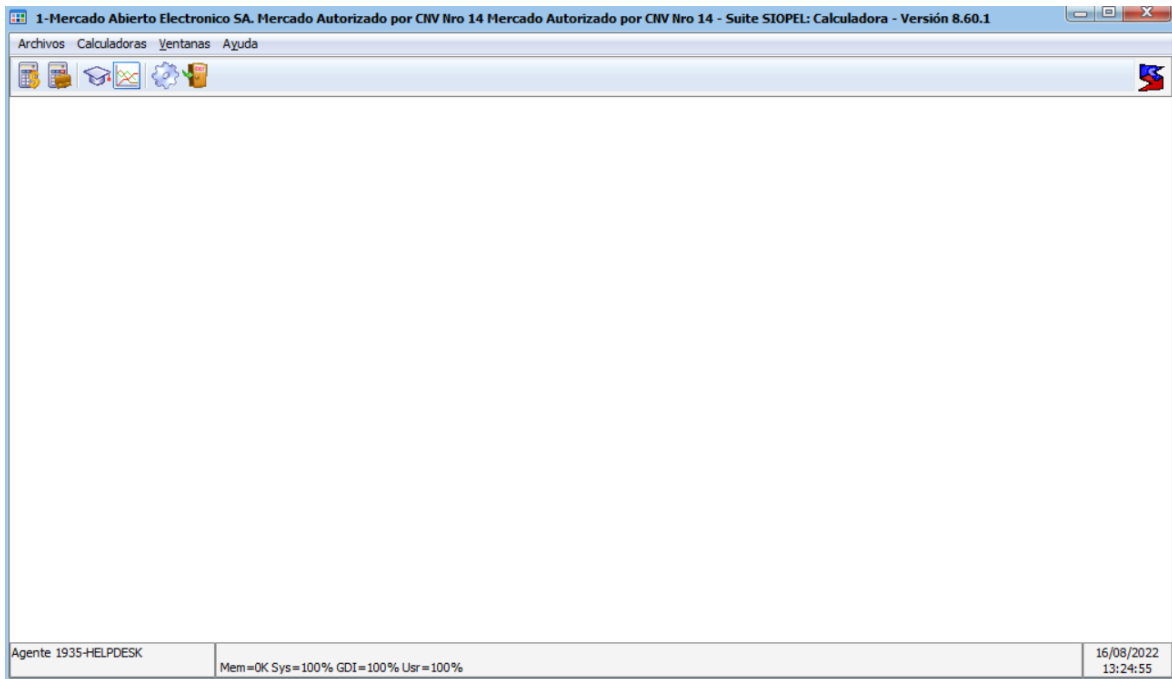 1-Mercado Abierto Electronico SA. Mercado Autorizado por CNV Nro 14 Mercado Autorizado por CNV Nro 14 - Suite SIOPEL: Calculadora - Versión 8.60.1
Archivos Calculadoras Ventanas Ayuda
Agente 1935-HELPDESK
Mem=0K Sys=100% GDI=100% Usr=100%
16/08/2022
13:24:55